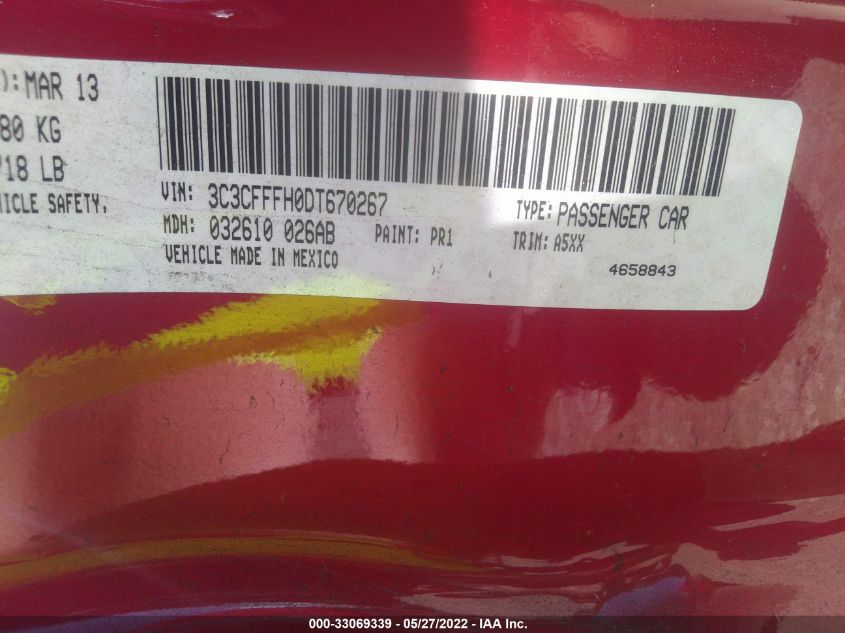 ): MAR 13
80 KG
718 LB
HICLE SAFETY,
VIN: 3C3CFFFH0DT670267
TYPE: PASSENGER CAR
MDH: 032610 026AB
PAINT: PR1
TRIM: A5XX
VEHICLE MADE IN MEXICO
4658843
000-33069339 - 05/27/2022 - IAA Inc.